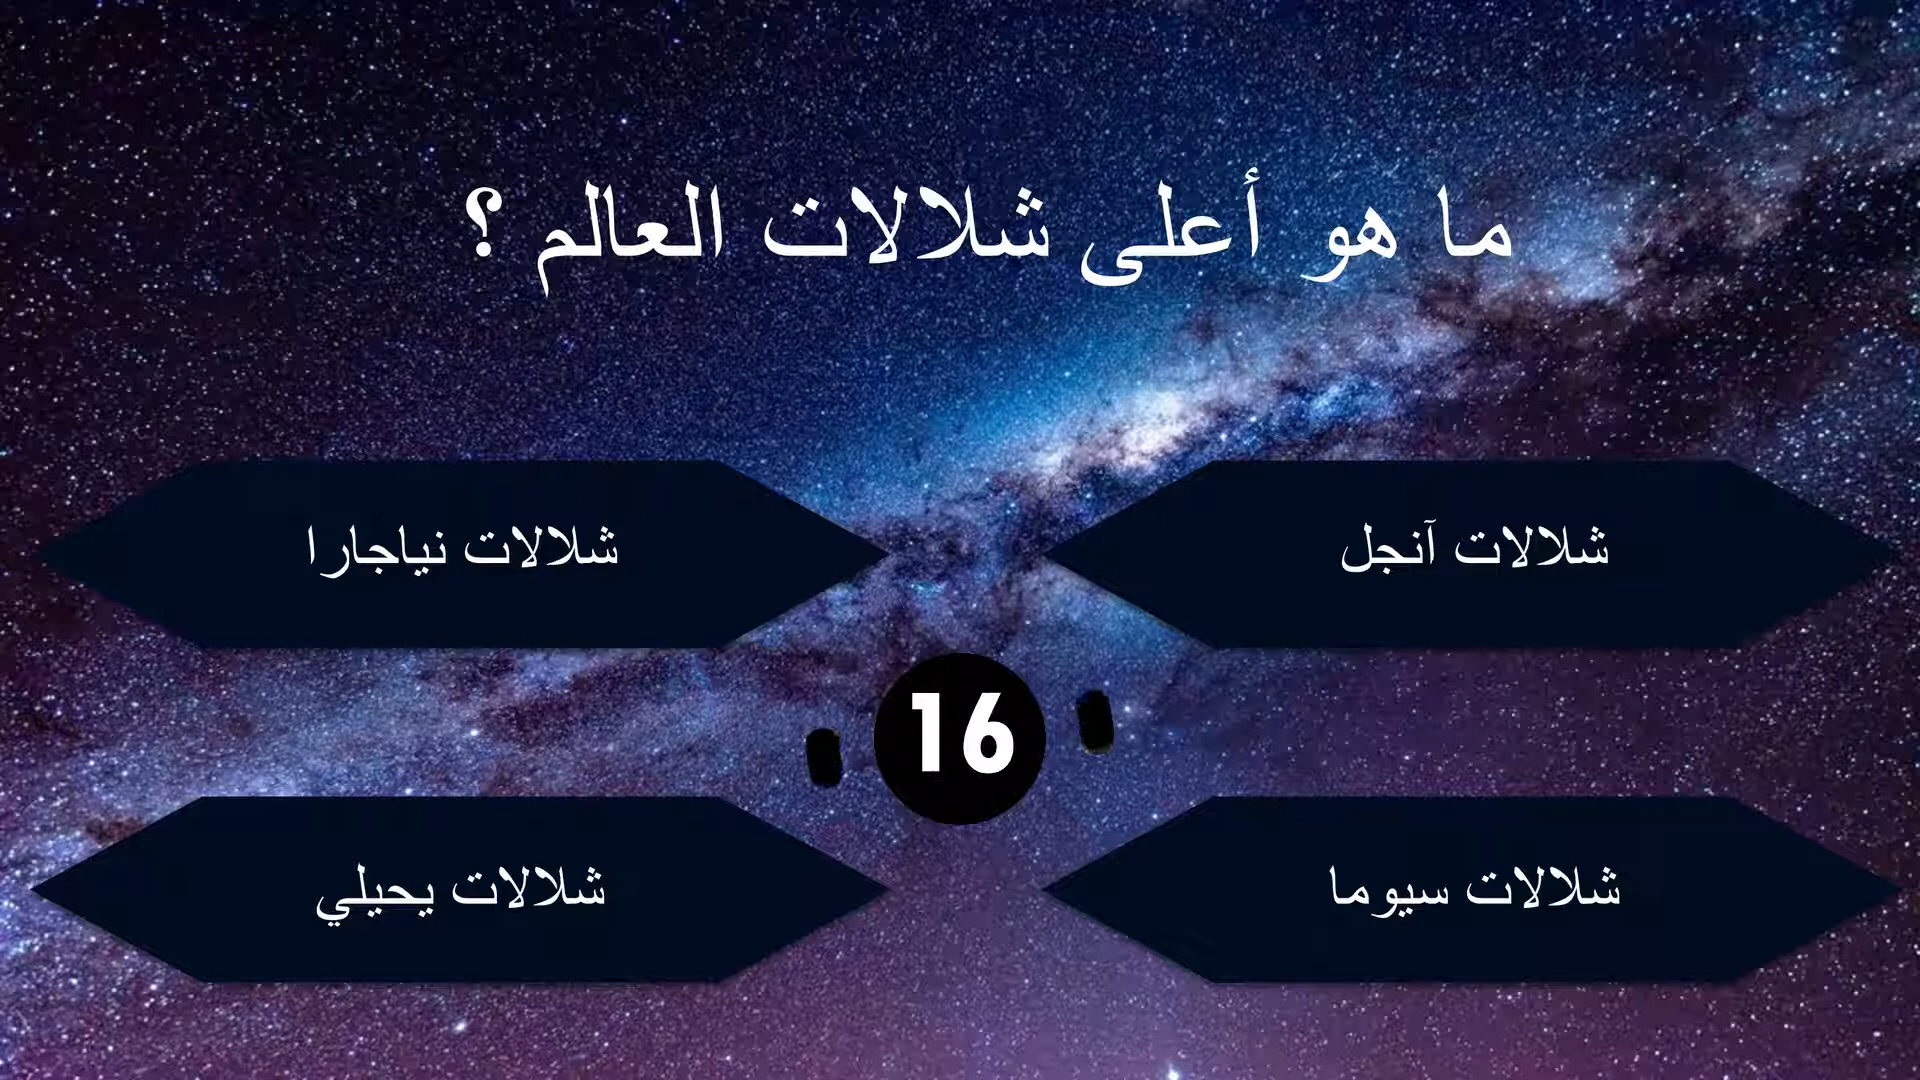 ما هو أعلى شلالات العالم ؟
شلالات آنجل
شلالات نياجارا
16
شلالات سيوما
شلالات يحيلي